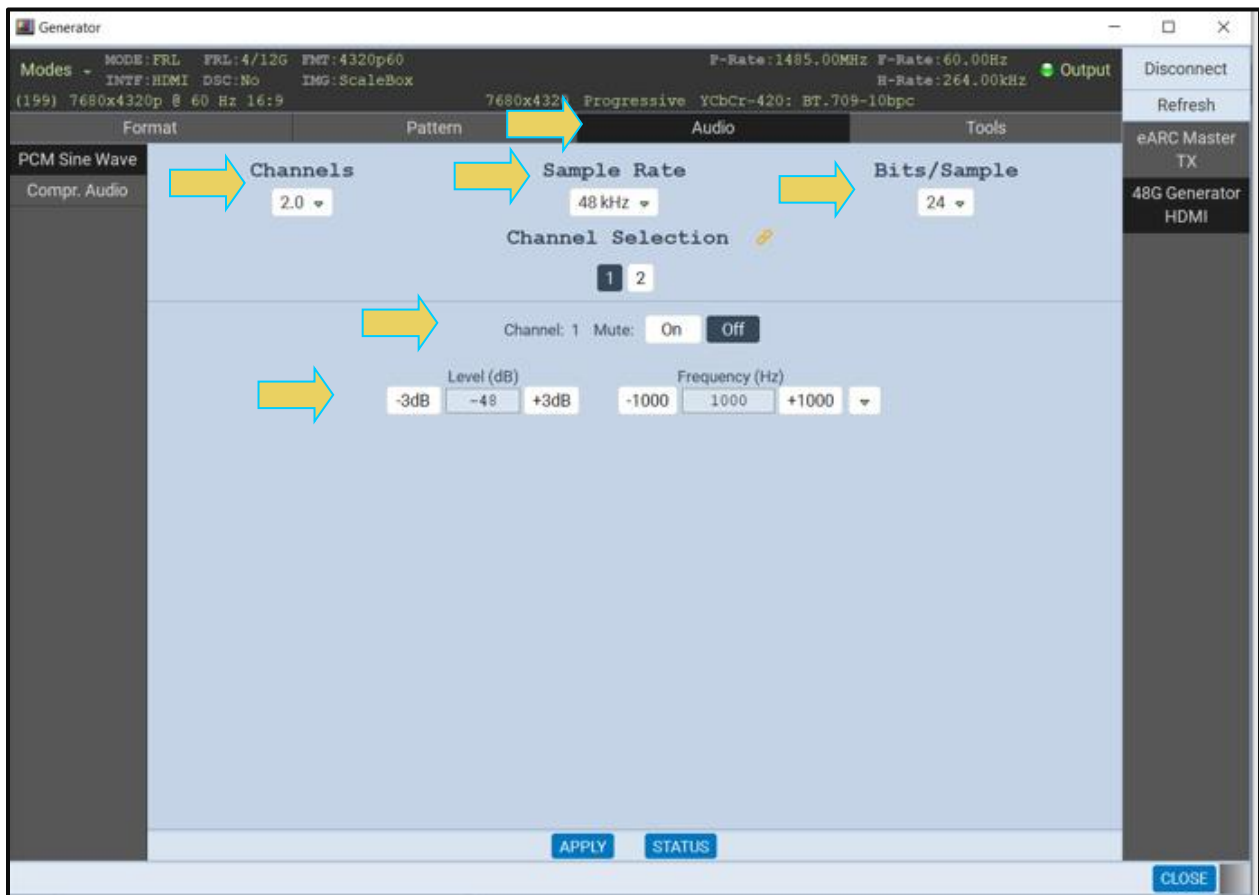 Generator
Modes
MODE:FRL FRL:4/12G FMT:4320p60
INTF:HDMI DSC:No IMG:ScaleBox
P-Rate:1485.00MHz F-Rate:60.00Hz
H-Rate:264.00kHz
Output
(199) 7680x4320p @ 60 Hz 16:9
7680x432 Progressive YCbCr-420: BT.709-10bpc
Disconnect
Refresh
Format Pattern Audio Tools
eARC Master
TX
48G Generator
HDMI
PCM Sine Wave
Compr. Audio
Channels Sample Rate Bits/Sample
2.0 48 kHz 24
Channel Selection
1 2
Channel: 1 Mute: On Off
Level (dB) Frequency (Hz)
-3dB -48 +3dB -1000 1000 +1000
APPLY STATUS
CLOSE